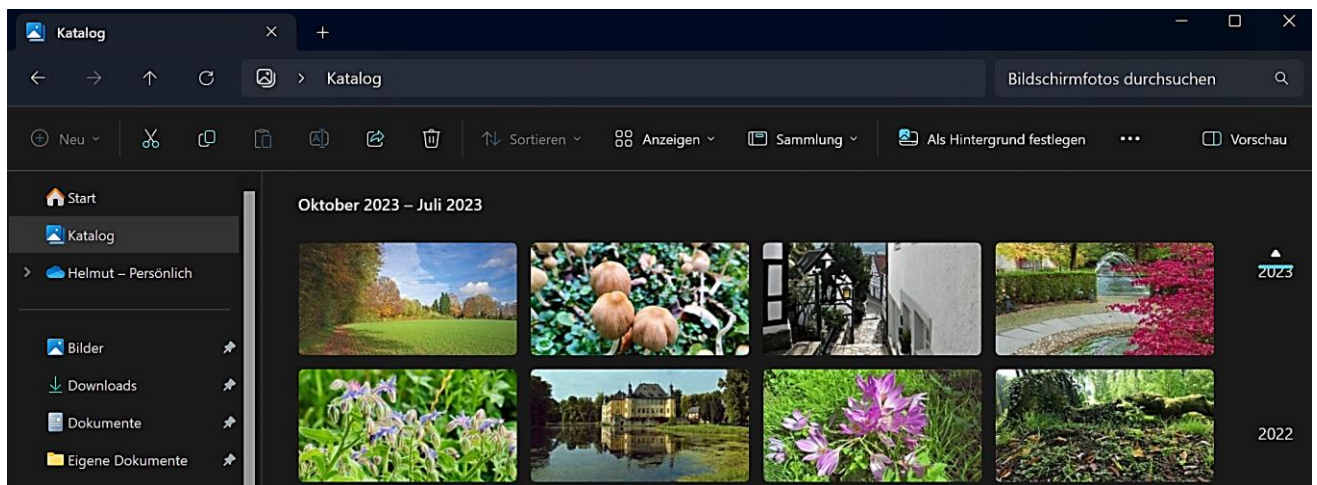 Katalog
Katalog
Bildschirmfotos durchsuchen
Neu
Sortieren
Anzeigen
Sammlung
Als Hintergrund festlegen
Vorschau
Start
Katalog
Helmut – Persönlich
Bilder
Downloads
Dokumente
Eigene Dokumente
Oktober 2023 – Juli 2023
2023
2022